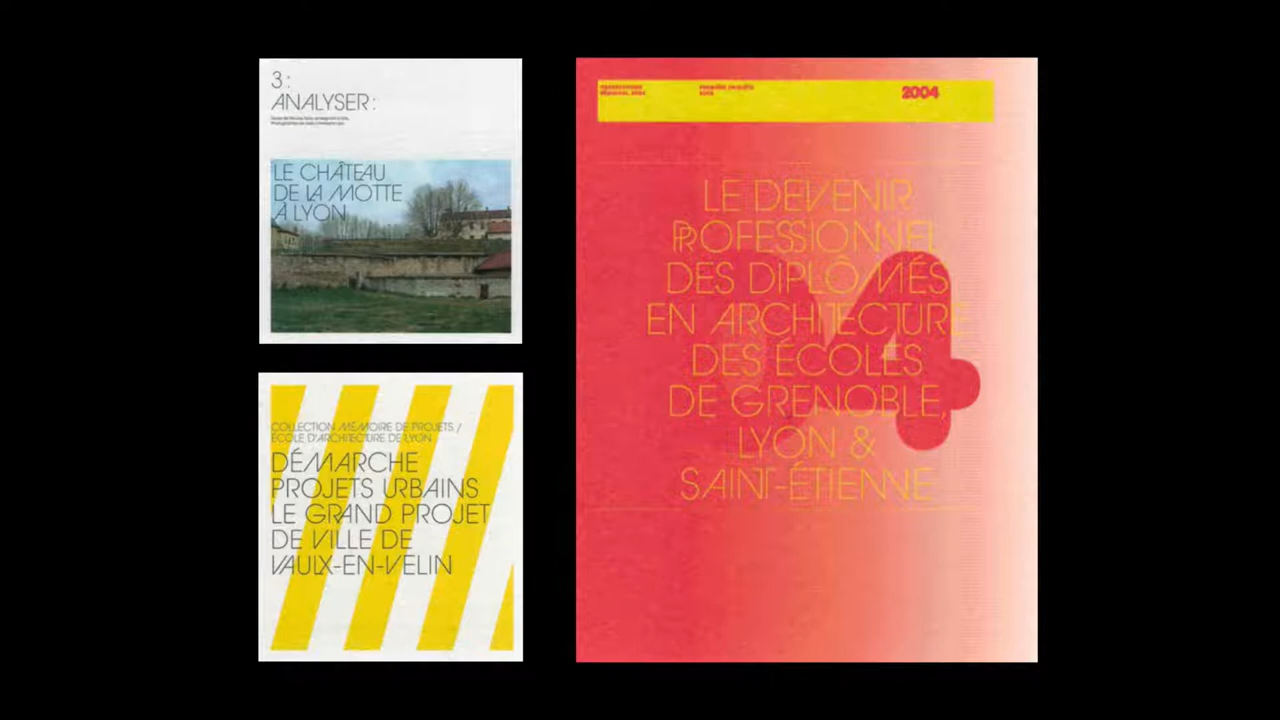 3 :
ANALYSER :
LE CHÂTEAU
DE LA MOTTE
À LYON
COLLECTION MÉMOIRE DE PROJETS /
ÉCOLE D'ARCHITECTURE DE LYON
DÉMARCHE
PROJETS URBAINS
LE GRAND PROJET
DE VILLE DE
VAULX-EN-VELIN
2004
04
LE DEVENIR
PROFESSIONNEL
DES DIPLÔMÉS
EN ARCHITECTURE
DES ÉCOLES
DE GRENOBLE,
LYON &
SAINT-ÉTIENNE